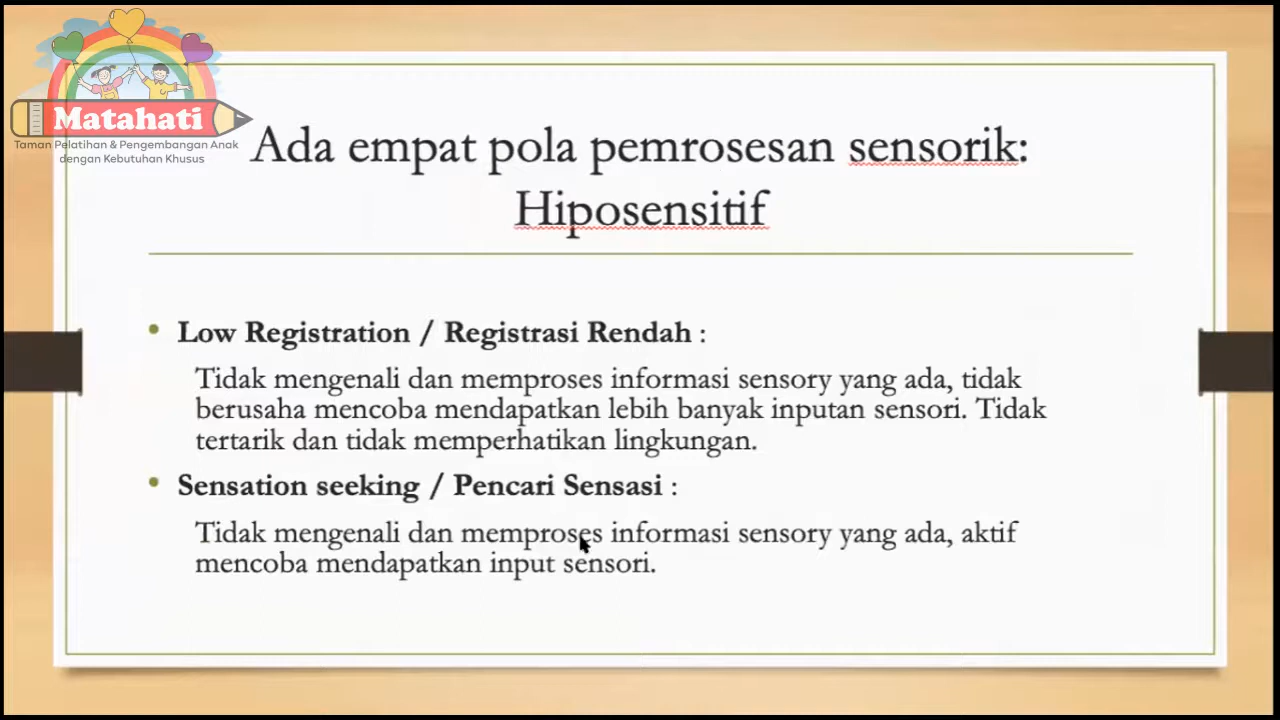 Matahati
Taman Pelatihan & Pengembangan Anak
dengan Kebutuhan Khusus
Ada empat pola pemrosesan sensorik:
Hiposensitif
• Low Registration / Registrasi Rendah :
Tidak mengenali dan memproses informasi sensory yang ada, tidak
berusaha mencoba mendapatkan lebih banyak inputan sensori. Tidak
tertarik dan tidak memperhatikan lingkungan.
• Sensation seeking / Pencari Sensasi :
Tidak mengenali dan memproses informasi sensory yang ada, aktif
mencoba mendapatkan input sensori.